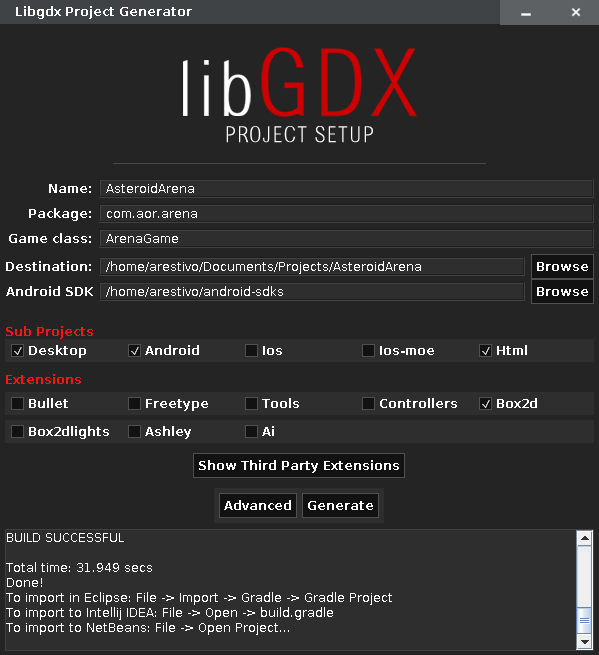 Libgdx Project Generator
libGDX
PROJECT SETUP
Name: AsteroidArena
Package: com.aor.arena
Game class: ArenaGame
Destination: /home/arestivo/Documents/Projects/AsteroidArena Browse
Android SDK /home/arestivo/android-sdks Browse
Sub Projects
Desktop Android Ios Ios-moe Html
Extensions
Bullet Freetype Tools Controllers Box2d
Box2dlights Ashley Ai
Show Third Party Extensions
Advanced Generate
BUILD SUCCESSFUL
Total time: 31.949 secs
Done!
To import in Eclipse: File -> Import -> Gradle -> Gradle Project
To import to Intellij IDEA: File -> Open -> build.gradle
To import to NetBeans: File -> Open Project...